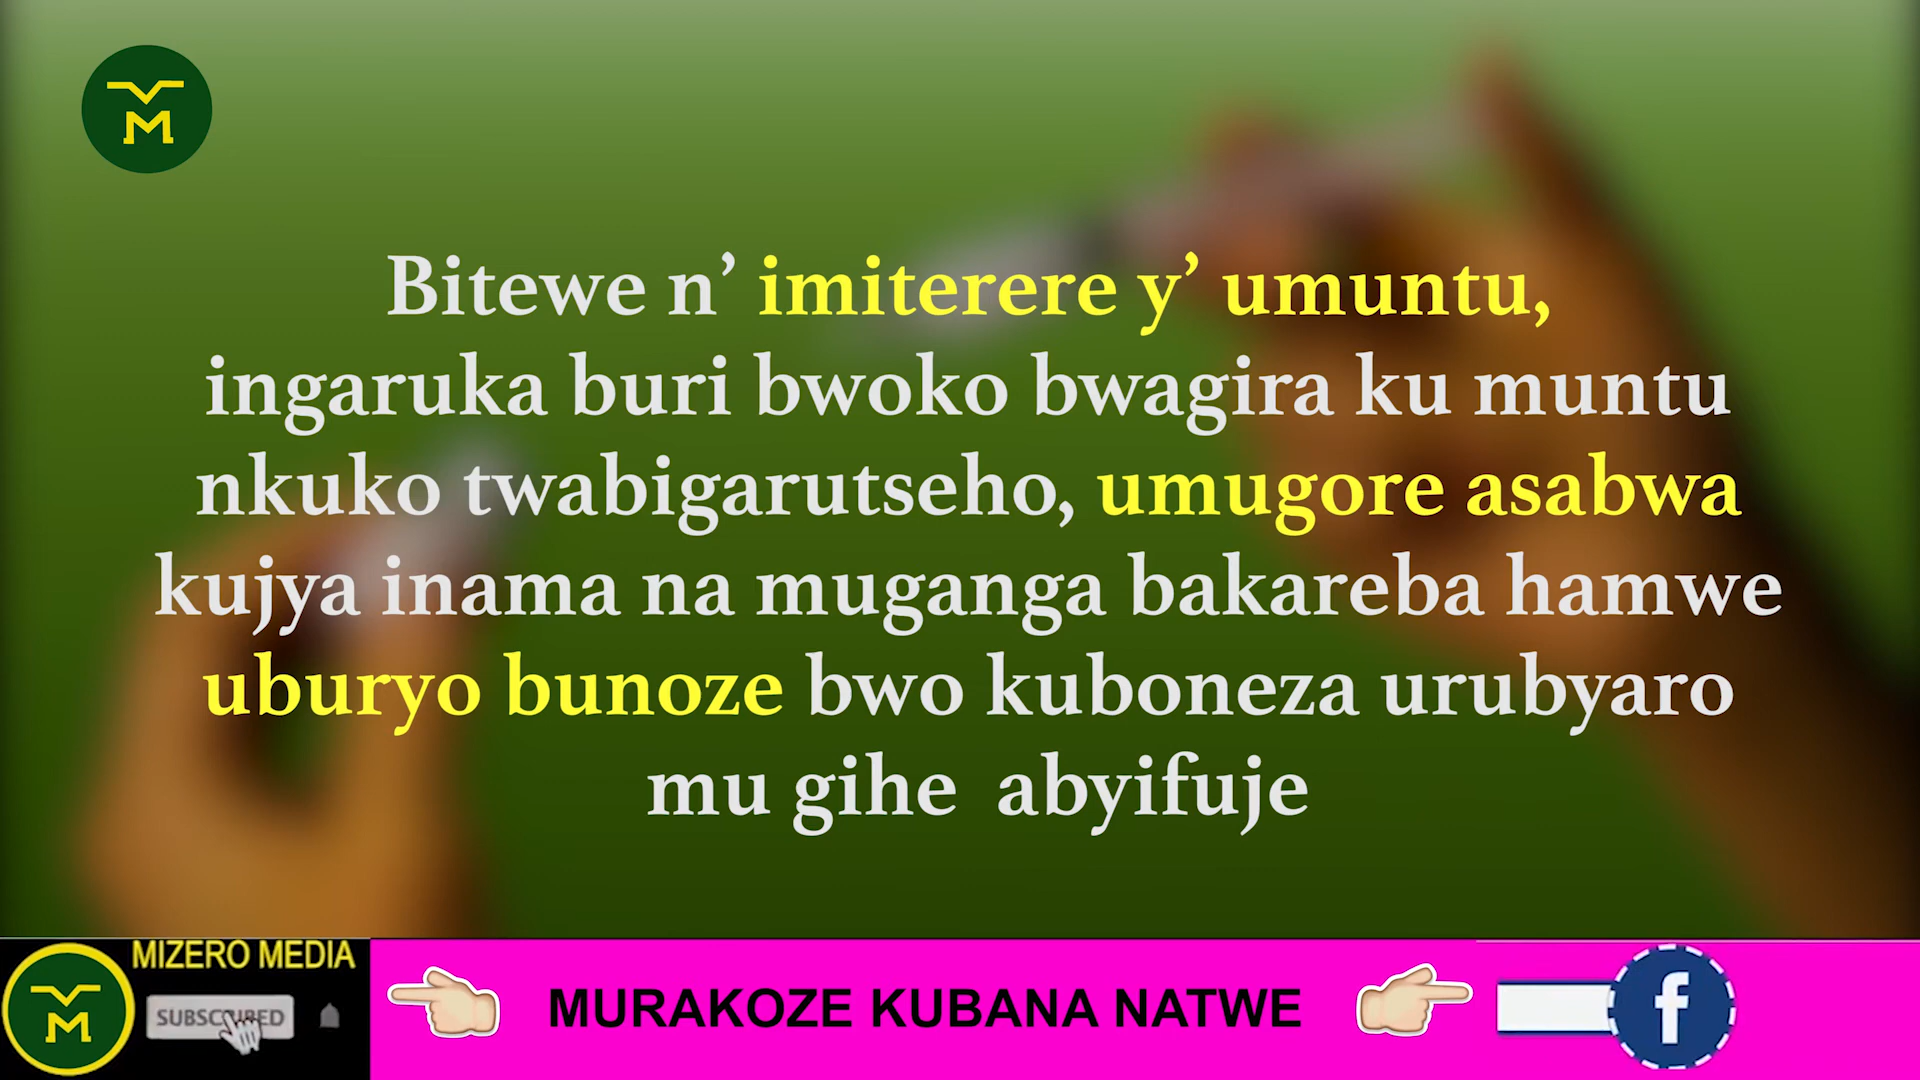 Bitewe n’ imiterere y’ umuntu,
ingaruka buri bwoko bwagira ku muntu
nkuko twabigarutseho, umugore asabwa
kujya inama na muganga bakareba hamwe
uburyo bunoze bwo kuboneza urubyaro
mu gihe abyifuje
MIZERO MEDIA
SUBSCRIBED
MURAKOZE KUBANA NATWE